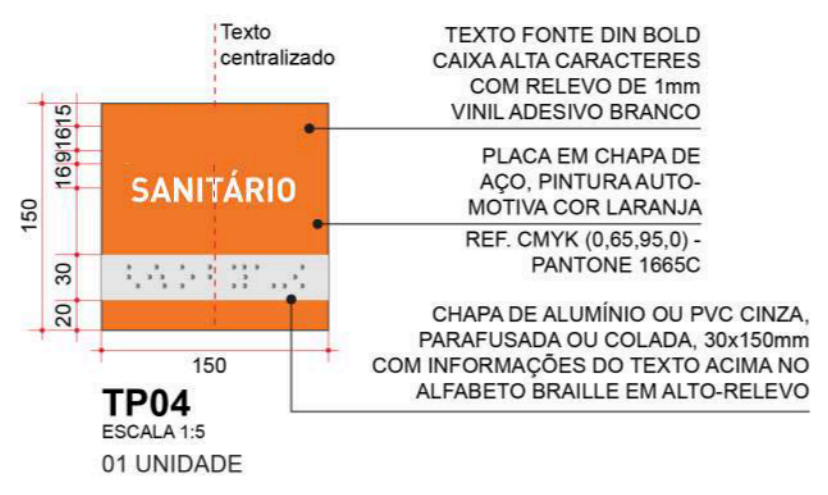 Texto
centralizado
TEXTO FONTE DIN BOLD
CAIXA ALTA CARACTERES
COM RELEVO DE 1mm
VINIL ADESIVO BRANCO
PLACA EM CHAPA DE
AÇO, PINTURA AUTO-
MOTIVA COR LARANJA
REF. CMYK (0,65,95,0) -
PANTONE 1665C
CHAPA DE ALUMÍNIO OU PVC CINZA,
PARAFUSADA OU COLADA, 30x150mm
COM INFORMAÇÕES DO TEXTO ACIMA NO
ALFABETO BRAILLE EM ALTO-RELEVO
150
15
16
9
16
30
20
SANITÁRIO
150
TP04
ESCALA 1:5
01 UNIDADE